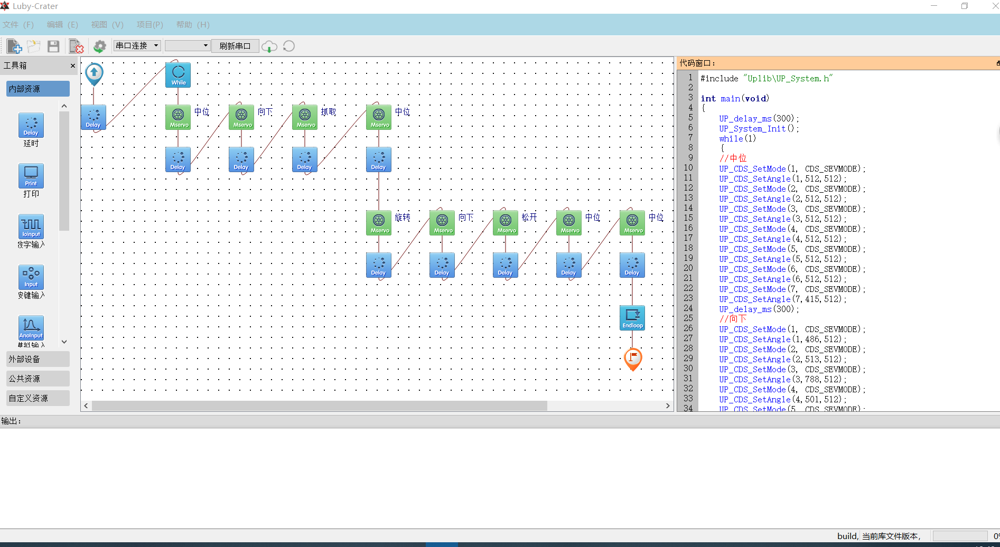 Luby-Crater
文件 (F) 编辑 (E) 视图 (V) 项目(P) 帮助 (H)
串口连接 刷新串口
工具箱 ×
内部资源
Delay
延时
Print
打印
IoInput
数字输入
Input
按键输入
AnoInput
模拟输入
外部设备
公共资源
自定义资源
While
Delay
Mservo 中位 Mservo 向下 Mservo 抓取 Mservo 中位
Delay Delay Delay Delay
Mservo 旋转 Mservo 向下 Mservo 松开 Mservo 中位 Mservo 中位
Delay Delay Delay Delay Delay
Endloop
代码窗口:
1 #include "Uplib\UP_System.h"
2
3 int main(void)
4 {
5 UP_delay_ms(300);
6 UP_System_Init();
7 while(1)
8 {
9 //中位
10 UP_CDS_SetMode(1, CDS_SEVMODE);
11 UP_CDS_SetAngle(1,512,512);
12 UP_CDS_SetMode(2, CDS_SEVMODE);
13 UP_CDS_SetAngle(2,512,512);
14 UP_CDS_SetMode(3, CDS_SEVMODE);
15 UP_CDS_SetAngle(3,512,512);
16 UP_CDS_SetMode(4, CDS_SEVMODE);
17 UP_CDS_SetAngle(4,512,512);
18 UP_CDS_SetMode(5, CDS_SEVMODE);
19 UP_CDS_SetAngle(5,512,512);
20 UP_CDS_SetMode(6, CDS_SEVMODE);
21 UP_CDS_SetAngle(6,512,512);
22 UP_CDS_SetMode(7, CDS_SEVMODE);
23 UP_CDS_SetAngle(7,415,512);
24 UP_delay_ms(300);
25 //向下
26 UP_CDS_SetMode(1, CDS_SEVMODE);
27 UP_CDS_SetAngle(1,486,512);
28 UP_CDS_SetMode(2, CDS_SEVMODE);
29 UP_CDS_SetAngle(2,513,512);
30 UP_CDS_SetMode(3, CDS_SEVMODE);
31 UP_CDS_SetAngle(3,788,512);
32 UP_CDS_SetMode(4, CDS_SEVMODE);
33 UP_CDS_SetAngle(4,501,512);
34 UP_CDS_SetMode(5, CDS_SEVMODE);
输出:
build, 当前库文件版本,